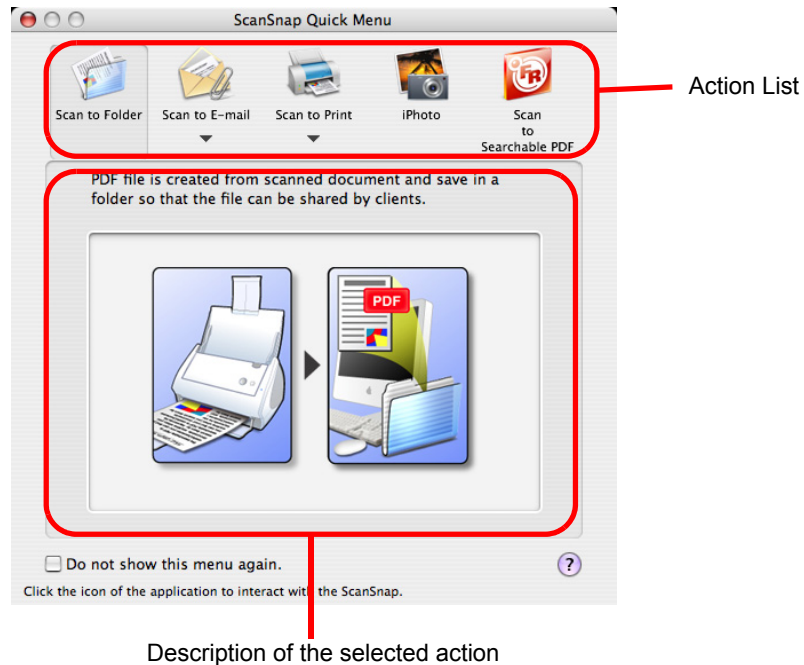 ScanSnap Quick Menu
Scan to Folder
Scan to E-mail
Scan to Print
iPhoto
Scan
to
Searchable PDF
Action List
PDF file is created from scanned document and save in a
folder so that the file can be shared by clients.
PDF
Do not show this menu again.
?
Click the icon of the application to interact with the ScanSnap.
Description of the selected action